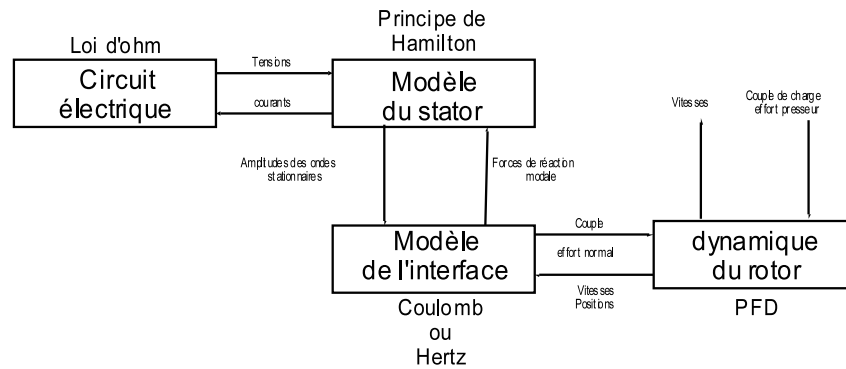 Principe de
Hamilton
Loi d'ohm
Circuit
électrique
Tensions
courants
Modèle
du stator
Vitesses
Couple de charge
effort presseur
Amplitudes des ondes
stationnaires
Forces de réaction
modale
Modèle
de l'interface
Couple
effort normal
Vitesses
Positions
dynamique
du rotor
Coulomb
ou
Hertz
PFD